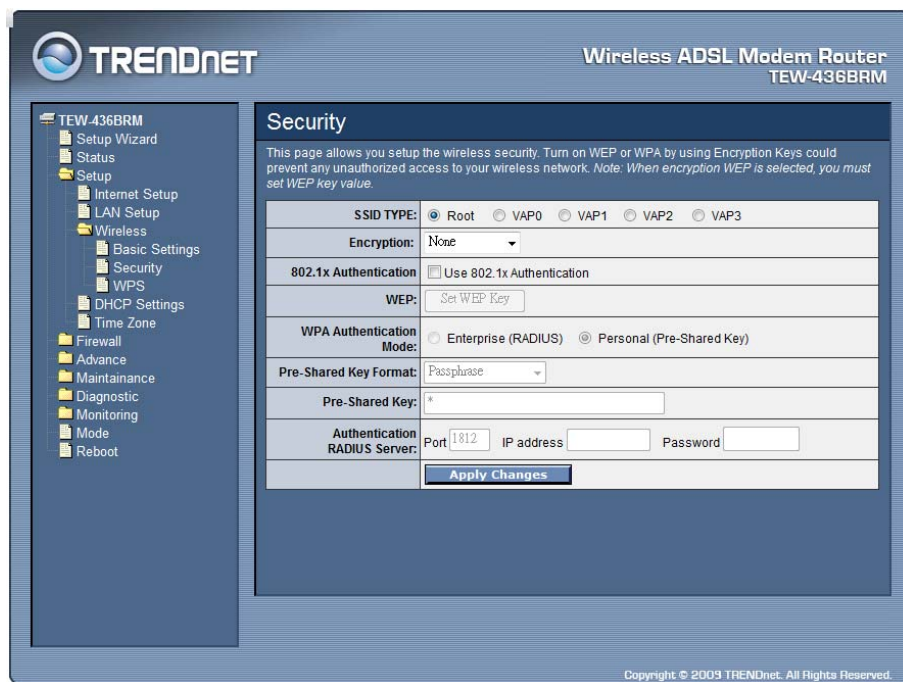 TRENDNET
Wireless ADSL Modem Router
TEW-436BRM
TEW-436BRM
Setup Wizard
Status
Setup
Internet Setup
LAN Setup
Wireless
Basic Settings
Security
WPS
DHCP Settings
Time Zone
Firewall
Advance
Maintainance
Diagnostic
Monitoring
Mode
Reboot
Security
This page allows you setup the wireless security. Turn on WEP or WPA by using Encryption Keys could
prevent any unauthorized access to your wireless network. Note: When encryption WEP is selected, you must
set WEP key value.
SSID TYPE: Root VAP0 VAP1 VAP2 VAP3
Encryption: None
802.1x Authentication Use 802.1x Authentication
WEP: Set WEP Key
WPA Authentication
Mode: Enterprise (RADIUS) Personal (Pre-Shared Key)
Pre-Shared Key Format: Passphrase
Pre-Shared Key: *
Authentication
RADIUS Server: Port 1812 IP address Password
Apply Changes
Copyright © 2009 TRENDnet. All Rights Reserved.